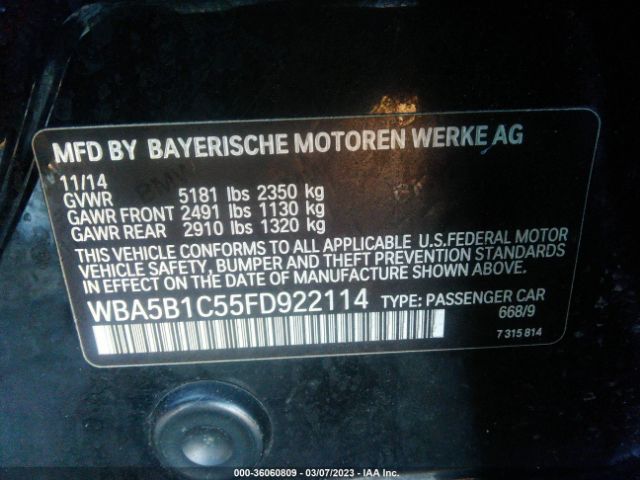 MFD BY BAYERISCHE MOTOREN WERKE AG
11/14
GVWR 5181 lbs 2350 kg
GAWR FRONT 2491 lbs 1130 kg
GAWR REAR 2910 lbs 1320 kg
THIS VEHICLE CONFORMS TO ALL APPLICABLE U.S.FEDERAL MOTOR
VEHICLE SAFETY, BUMPER AND THEFT PREVENTION STANDARDS
IN EFFECT ON THE DATE OF MANUFACTURE SHOWN ABOVE.
WBA5B1C55FD922114 TYPE: PASSENGER CAR
668/9
7 315 814
000-36060809 - 03/07/2023 - IAA Inc.